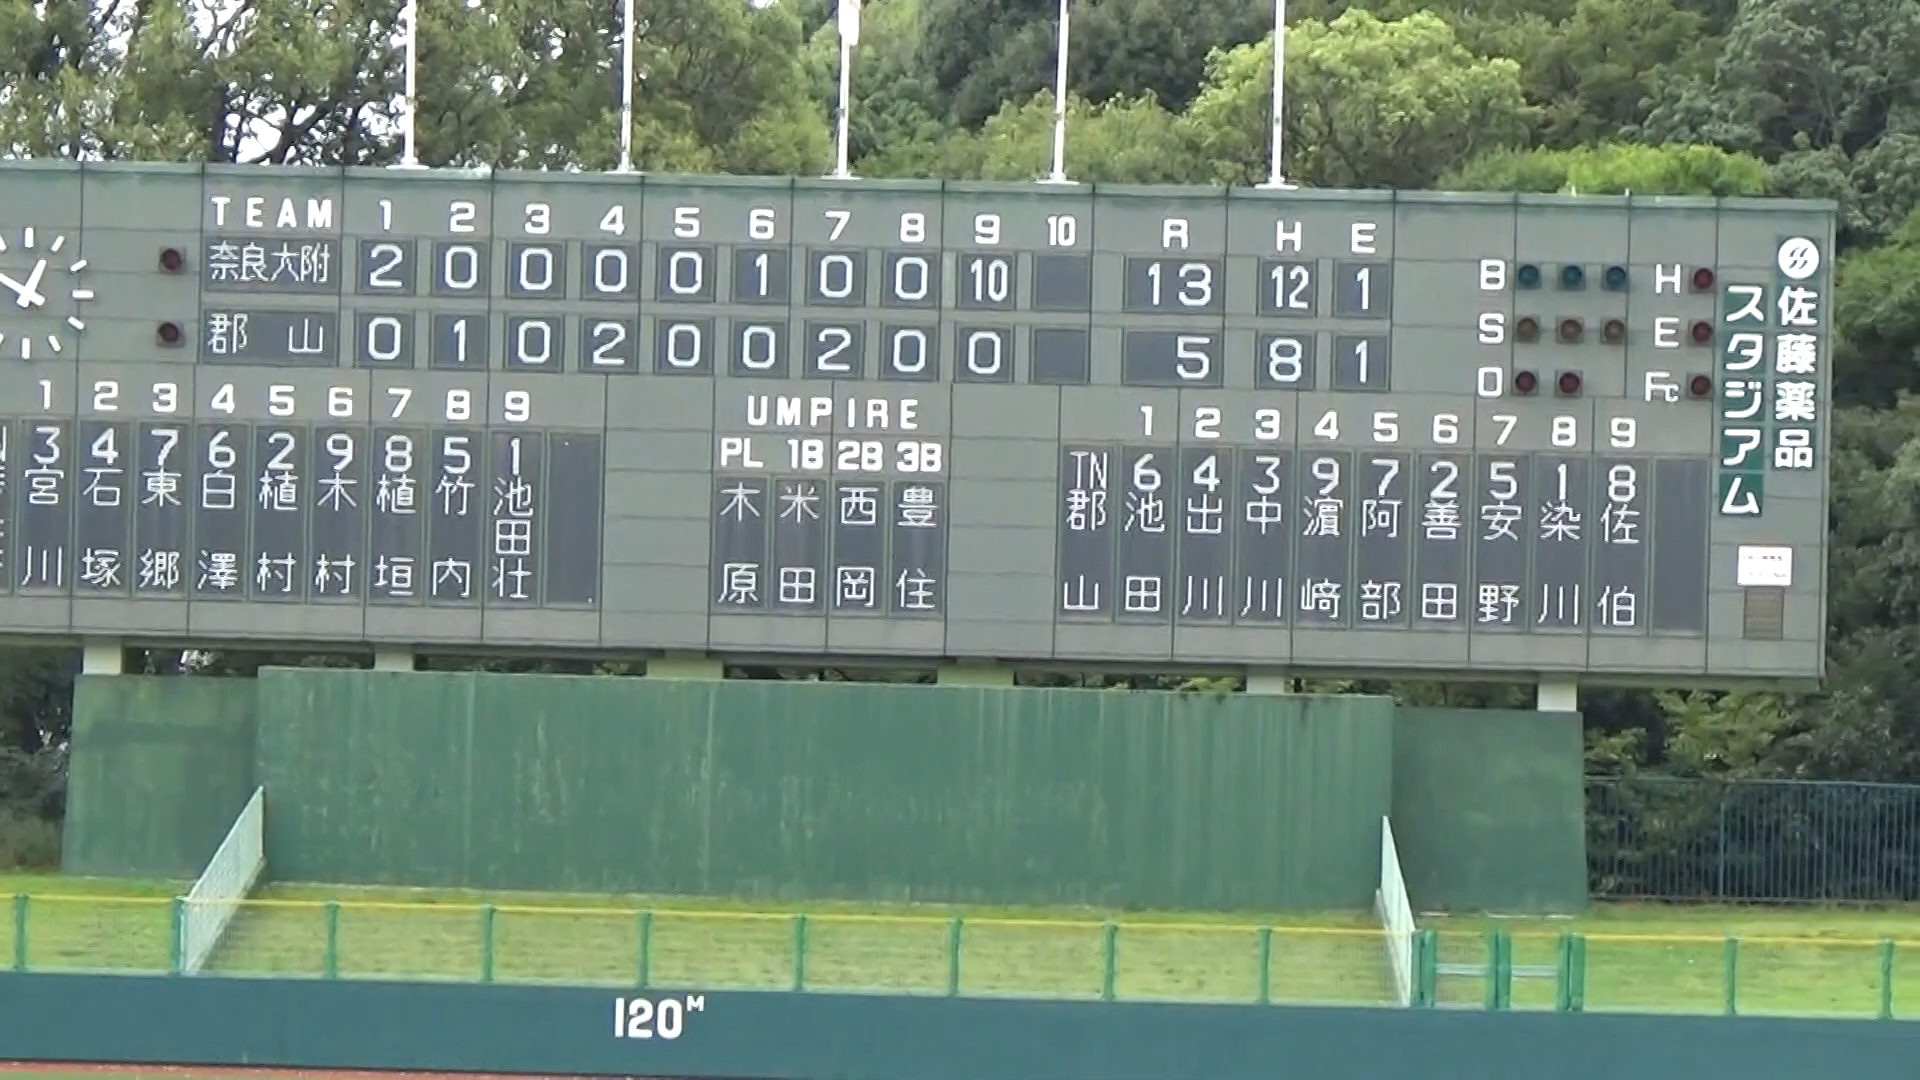 TEAM 1 2 3 4 5 6 7 8 9 10 R H E
奈良大附 2 0 0 0 0 1 0 0 10 13 12 1
郡山 0 1 0 2 0 0 2 0 0 5 8 1
B H
S E
O Fc
佐藤薬品
スタジアム
1 2 3 4 5 6 7 8 9
3 4 7 6 2 9 8 5 1
宮川
石塚
東郷
白澤
植村
木村
植垣
竹内
池田壮
UMPIRE
PL 1B 2B 3B
木原
米田
西岡
豊住
1 2 3 4 5 6 7 8 9
TN 6 4 3 9 7 2 5 1 8
郡山
池田
出川
中川
濵﨑
阿部
善田
安野
染川
佐伯
120M